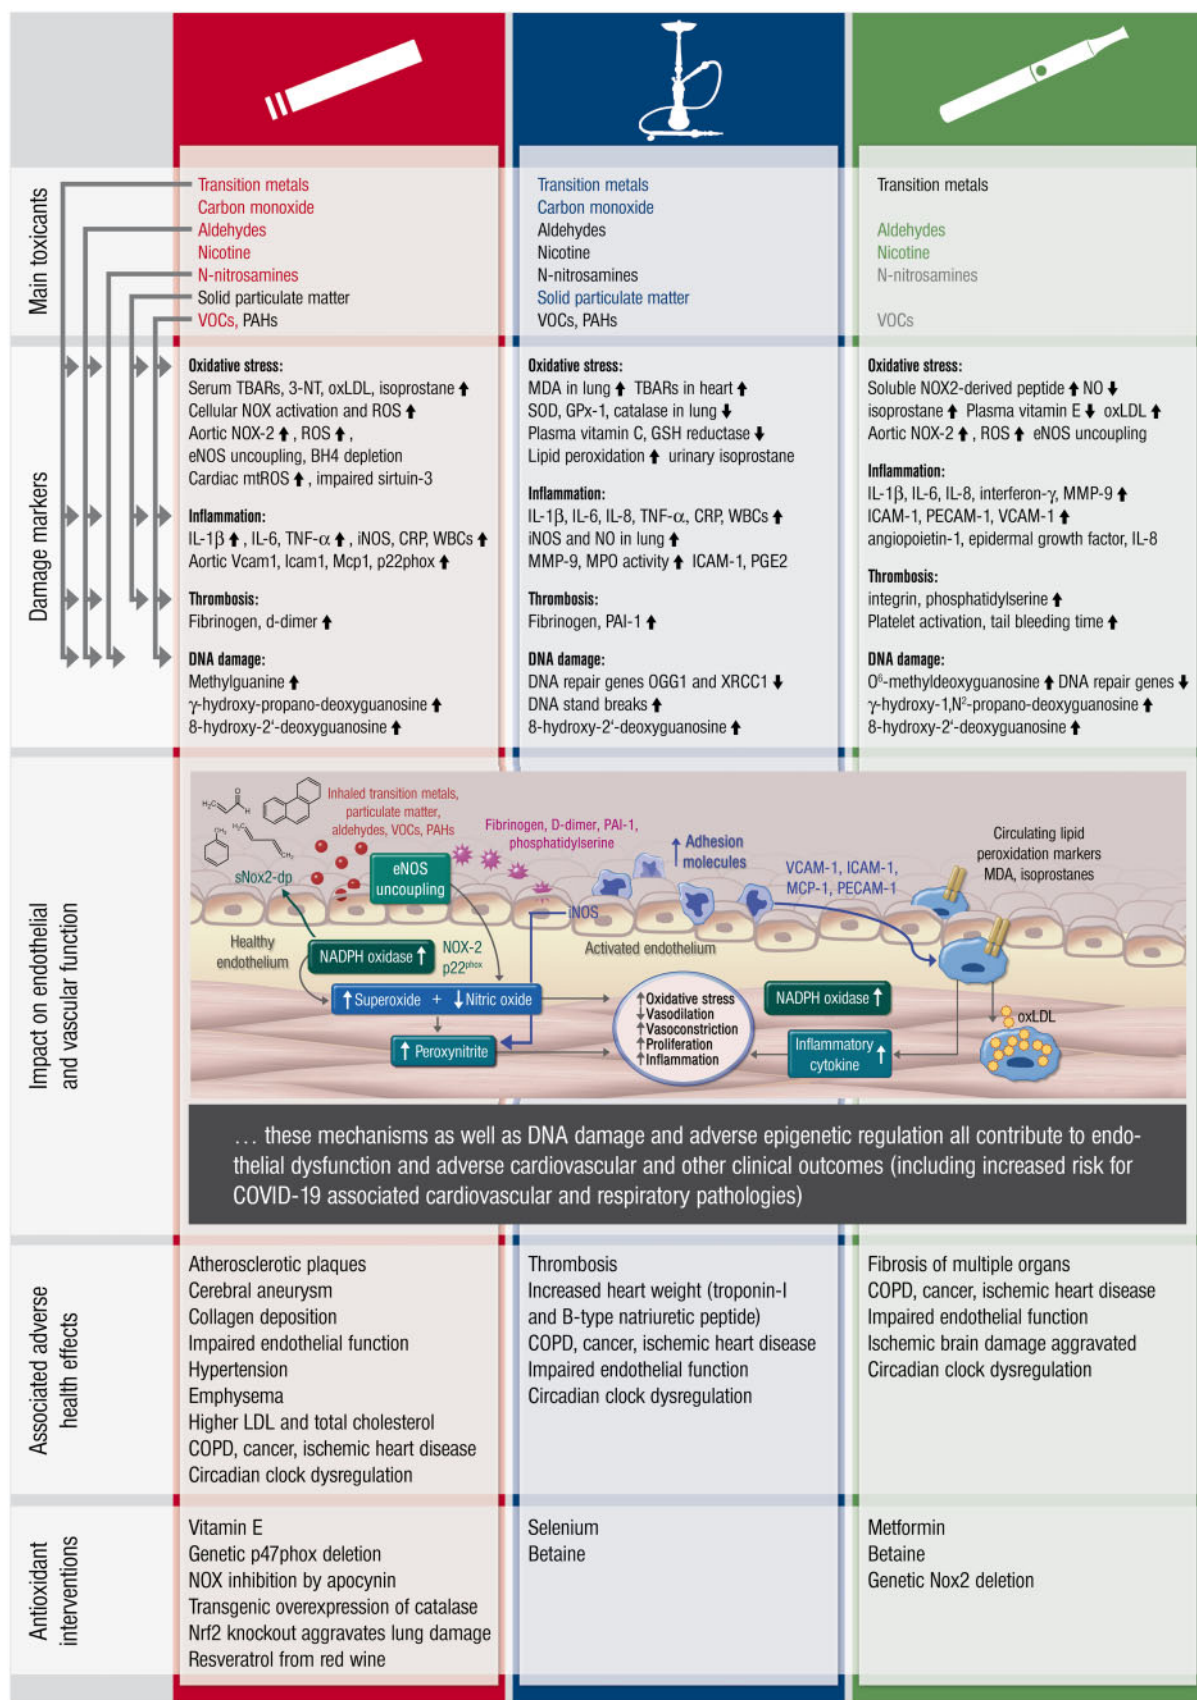 Main toxicants
Transition metals
Carbon monoxide
Aldehydes
Nicotine
N-nitrosamines
Solid particulate matter
VOCs, PAHs
Transition metals
Carbon monoxide
Aldehydes
Nicotine
N-nitrosamines
Solid particulate matter
VOCs, PAHs
Transition metals
Aldehydes
Nicotine
N-nitrosamines
VOCs
Damage markers
Oxidative stress:
Serum TBARs, 3-NT, oxLDL, isoprostane ↑
Cellular NOX activation and ROS ↑
Aortic NOX-2 ↑, ROS ↑,
eNOS uncoupling, BH4 depletion
Cardiac mtROS ↑, impaired sirtuin-3
Inflammation:
IL-1β ↑, IL-6, TNF-α ↑, iNOS, CRP, WBCs ↑
Aortic Vcam1, Icam1, Mcp1, p22phox ↑
Thrombosis:
Fibrinogen, d-dimer ↑
DNA damage:
Methylguanine ↑
γ-hydroxy-propano-deoxyguanosine ↑
8-hydroxy-2‘-deoxyguanosine ↑
Oxidative stress:
MDA in lung ↑ TBARs in heart ↑
SOD, GPx-1, catalase in lung ↓
Plasma vitamin C, GSH reductase ↓
Lipid peroxidation ↑ urinary isoprostane
Inflammation:
IL-1β, IL-6, IL-8, TNF-α, CRP, WBCs ↑
iNOS and NO in lung ↑
MMP-9, MPO activity ↑ ICAM-1, PGE2
Thrombosis:
Fibrinogen, PAI-1 ↑
DNA damage:
DNA repair genes OGG1 and XRCC1 ↓
DNA stand breaks ↑
8-hydroxy-2‘-deoxyguanosine ↑
Oxidative stress:
Soluble NOX2-derived peptide ↑ NO ↓
isoprostane ↑ Plasma vitamin E ↓ oxLDL ↑
Aortic NOX-2 ↑, ROS ↑ eNOS uncoupling
Inflammation:
IL-1β, IL-6, IL-8, interferon-γ, MMP-9 ↑
ICAM-1, PECAM-1, VCAM-1 ↑
angiopoietin-1, epidermal growth factor, IL-8
Thrombosis:
integrin, phosphatidylserine ↑
Platelet activation, tail bleeding time ↑
DNA damage:
O⁶-methyldeoxyguanosine ↑ DNA repair genes ↓
γ-hydroxy-1,N²-propano-deoxyguanosine ↑
8-hydroxy-2‘-deoxyguanosine ↑
Impact on endothelial
and vascular function
H₂C
O
H
CH₃
H₂C
CH₂
Inhaled transition metals,
particulate matter,
aldehydes, VOCs, PAHs
Fibrinogen, D-dimer, PAI-1,
phosphatidylserine
↑ Adhesion
molecules
VCAM-1, ICAM-1,
MCP-1, PECAM-1
Circulating lipid
peroxidation markers
MDA, isoprostanes
sNox2-dp
eNOS
uncoupling
iNOS
Healthy
endothelium
NADPH oxidase ↑
NOX-2
p22ᵖʰᵒˣ
Activated endothelium
↑ Superoxide + ↓ Nitric oxide
↑ Peroxynitrite
↑ Oxidative stress
↓ Vasodilation
↑ Vasoconstriction
↑ Proliferation
↑ Inflammation
NADPH oxidase ↑
Inflammatory
cytokine ↑
oxLDL
… these mechanisms as well as DNA damage and adverse epigenetic regulation all contribute to endo-
thelial dysfunction and adverse cardiovascular and other clinical outcomes (including increased risk for
COVID-19 associated cardiovascular and respiratory pathologies)
Associated adverse
health effects
Atherosclerotic plaques
Cerebral aneurysm
Collagen deposition
Impaired endothelial function
Hypertension
Emphysema
Higher LDL and total cholesterol
COPD, cancer, ischemic heart disease
Circadian clock dysregulation
Thrombosis
Increased heart weight (troponin-I
and B-type natriuretic peptide)
COPD, cancer, ischemic heart disease
Impaired endothelial function
Circadian clock dysregulation
Fibrosis of multiple organs
COPD, cancer, ischemic heart disease
Impaired endothelial function
Ischemic brain damage aggravated
Circadian clock dysregulation
Antioxidant
interventions
Vitamin E
Genetic p47phox deletion
NOX inhibition by apocynin
Transgenic overexpression of catalase
Nrf2 knockout aggravates lung damage
Resveratrol from red wine
Selenium
Betaine
Metformin
Betaine
Genetic Nox2 deletion